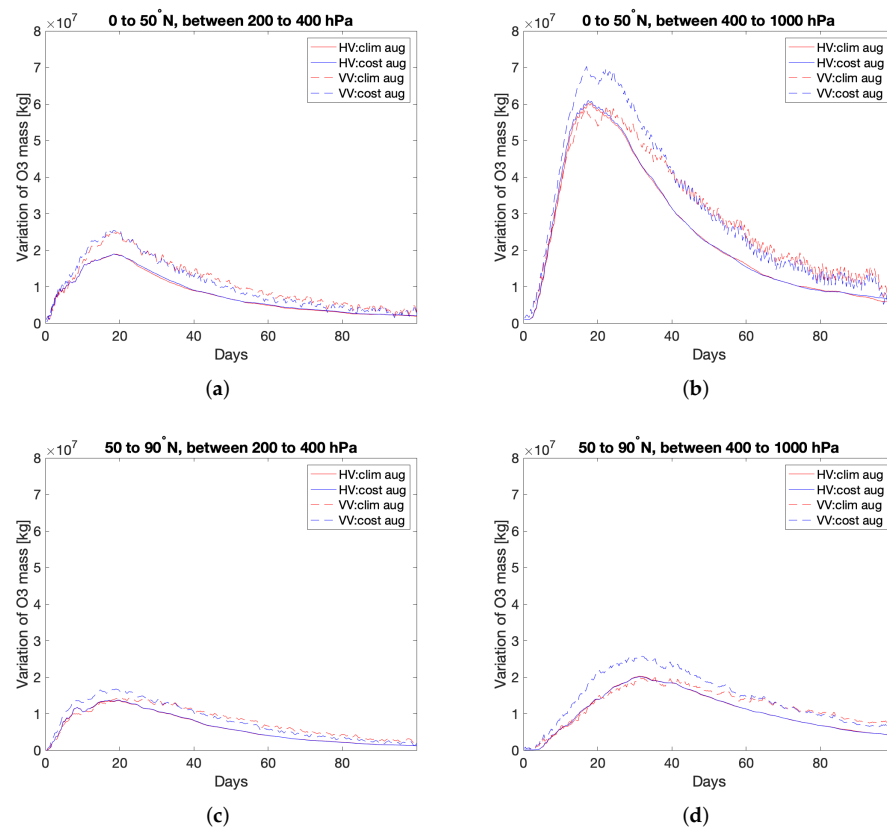 0 to 50°N, between 200 to 400 hPa
×10⁷
8
7
6
5
4
3
2
1
0
Variation of O3 mass [kg]
HV:clim aug
HV:cost aug
VV:clim aug
VV:cost aug
0 20 40 60 80
Days
(a)
0 to 50°N, between 400 to 1000 hPa
×10⁷
8
7
6
5
4
3
2
1
0
Variation of O3 mass [kg]
HV:clim aug
HV:cost aug
VV:clim aug
VV:cost aug
0 20 40 60 80
Days
(b)
50 to 90°N, between 200 to 400 hPa
×10⁷
8
7
6
5
4
3
2
1
0
Variation of O3 mass [kg]
HV:clim aug
HV:cost aug
VV:clim aug
VV:cost aug
0 20 40 60 80
Days
(c)
50 to 90°N, between 400 to 1000 hPa
×10⁷
8
7
6
5
4
3
2
1
0
Variation of O3 mass [kg]
HV:clim aug
HV:cost aug
VV:clim aug
VV:cost aug
0 20 40 60 80
Days
(d)